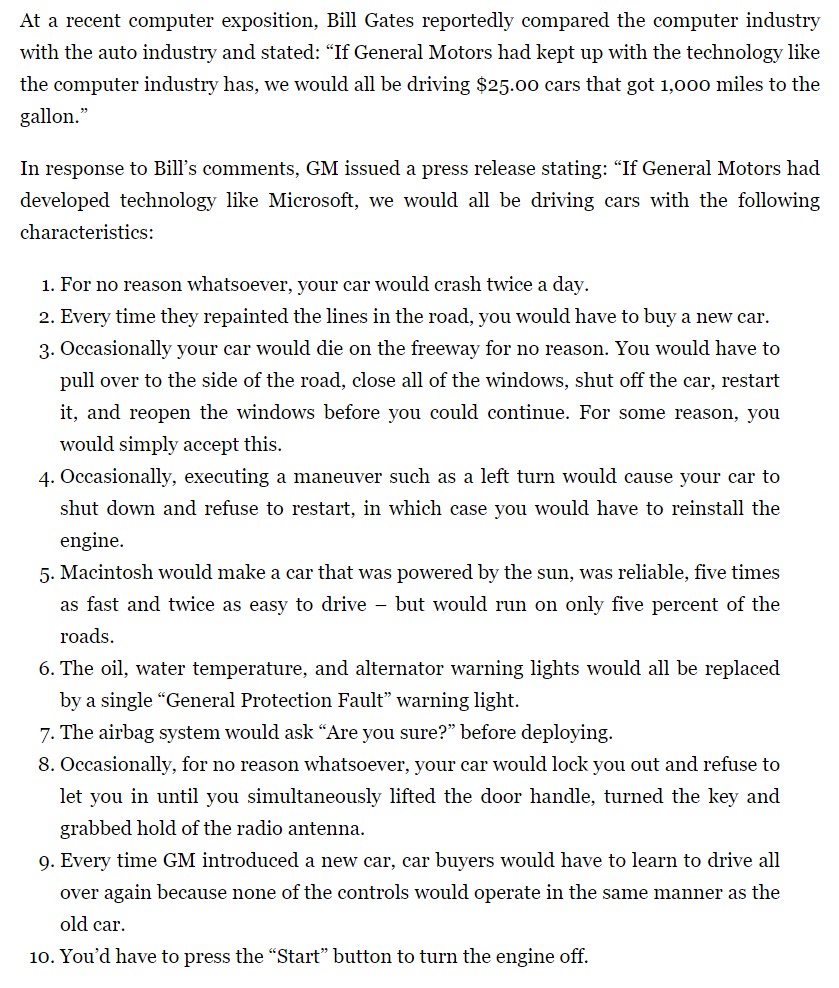 At a recent computer exposition, Bill Gates reportedly compared the computer industry
with the auto industry and stated: “If General Motors had kept up with the technology like
the computer industry has, we would all be driving $25.00 cars that got 1,000 miles to the
gallon.”
In response to Bill’s comments, GM issued a press release stating: “If General Motors had
developed technology like Microsoft, we would all be driving cars with the following
characteristics:
1. For no reason whatsoever, your car would crash twice a day.
2. Every time they repainted the lines in the road, you would have to buy a new car.
3. Occasionally your car would die on the freeway for no reason. You would have to
pull over to the side of the road, close all of the windows, shut off the car, restart
it, and reopen the windows before you could continue. For some reason, you
would simply accept this.
4. Occasionally, executing a maneuver such as a left turn would cause your car to
shut down and refuse to restart, in which case you would have to reinstall the
engine.
5. Macintosh would make a car that was powered by the sun, was reliable, five times
as fast and twice as easy to drive – but would run on only five percent of the
roads.
6. The oil, water temperature, and alternator warning lights would all be replaced
by a single “General Protection Fault” warning light.
7. The airbag system would ask “Are you sure?” before deploying.
8. Occasionally, for no reason whatsoever, your car would lock you out and refuse to
let you in until you simultaneously lifted the door handle, turned the key and
grabbed hold of the radio antenna.
9. Every time GM introduced a new car, car buyers would have to learn to drive all
over again because none of the controls would operate in the same manner as the
old car.
10. You’d have to press the “Start” button to turn the engine off.